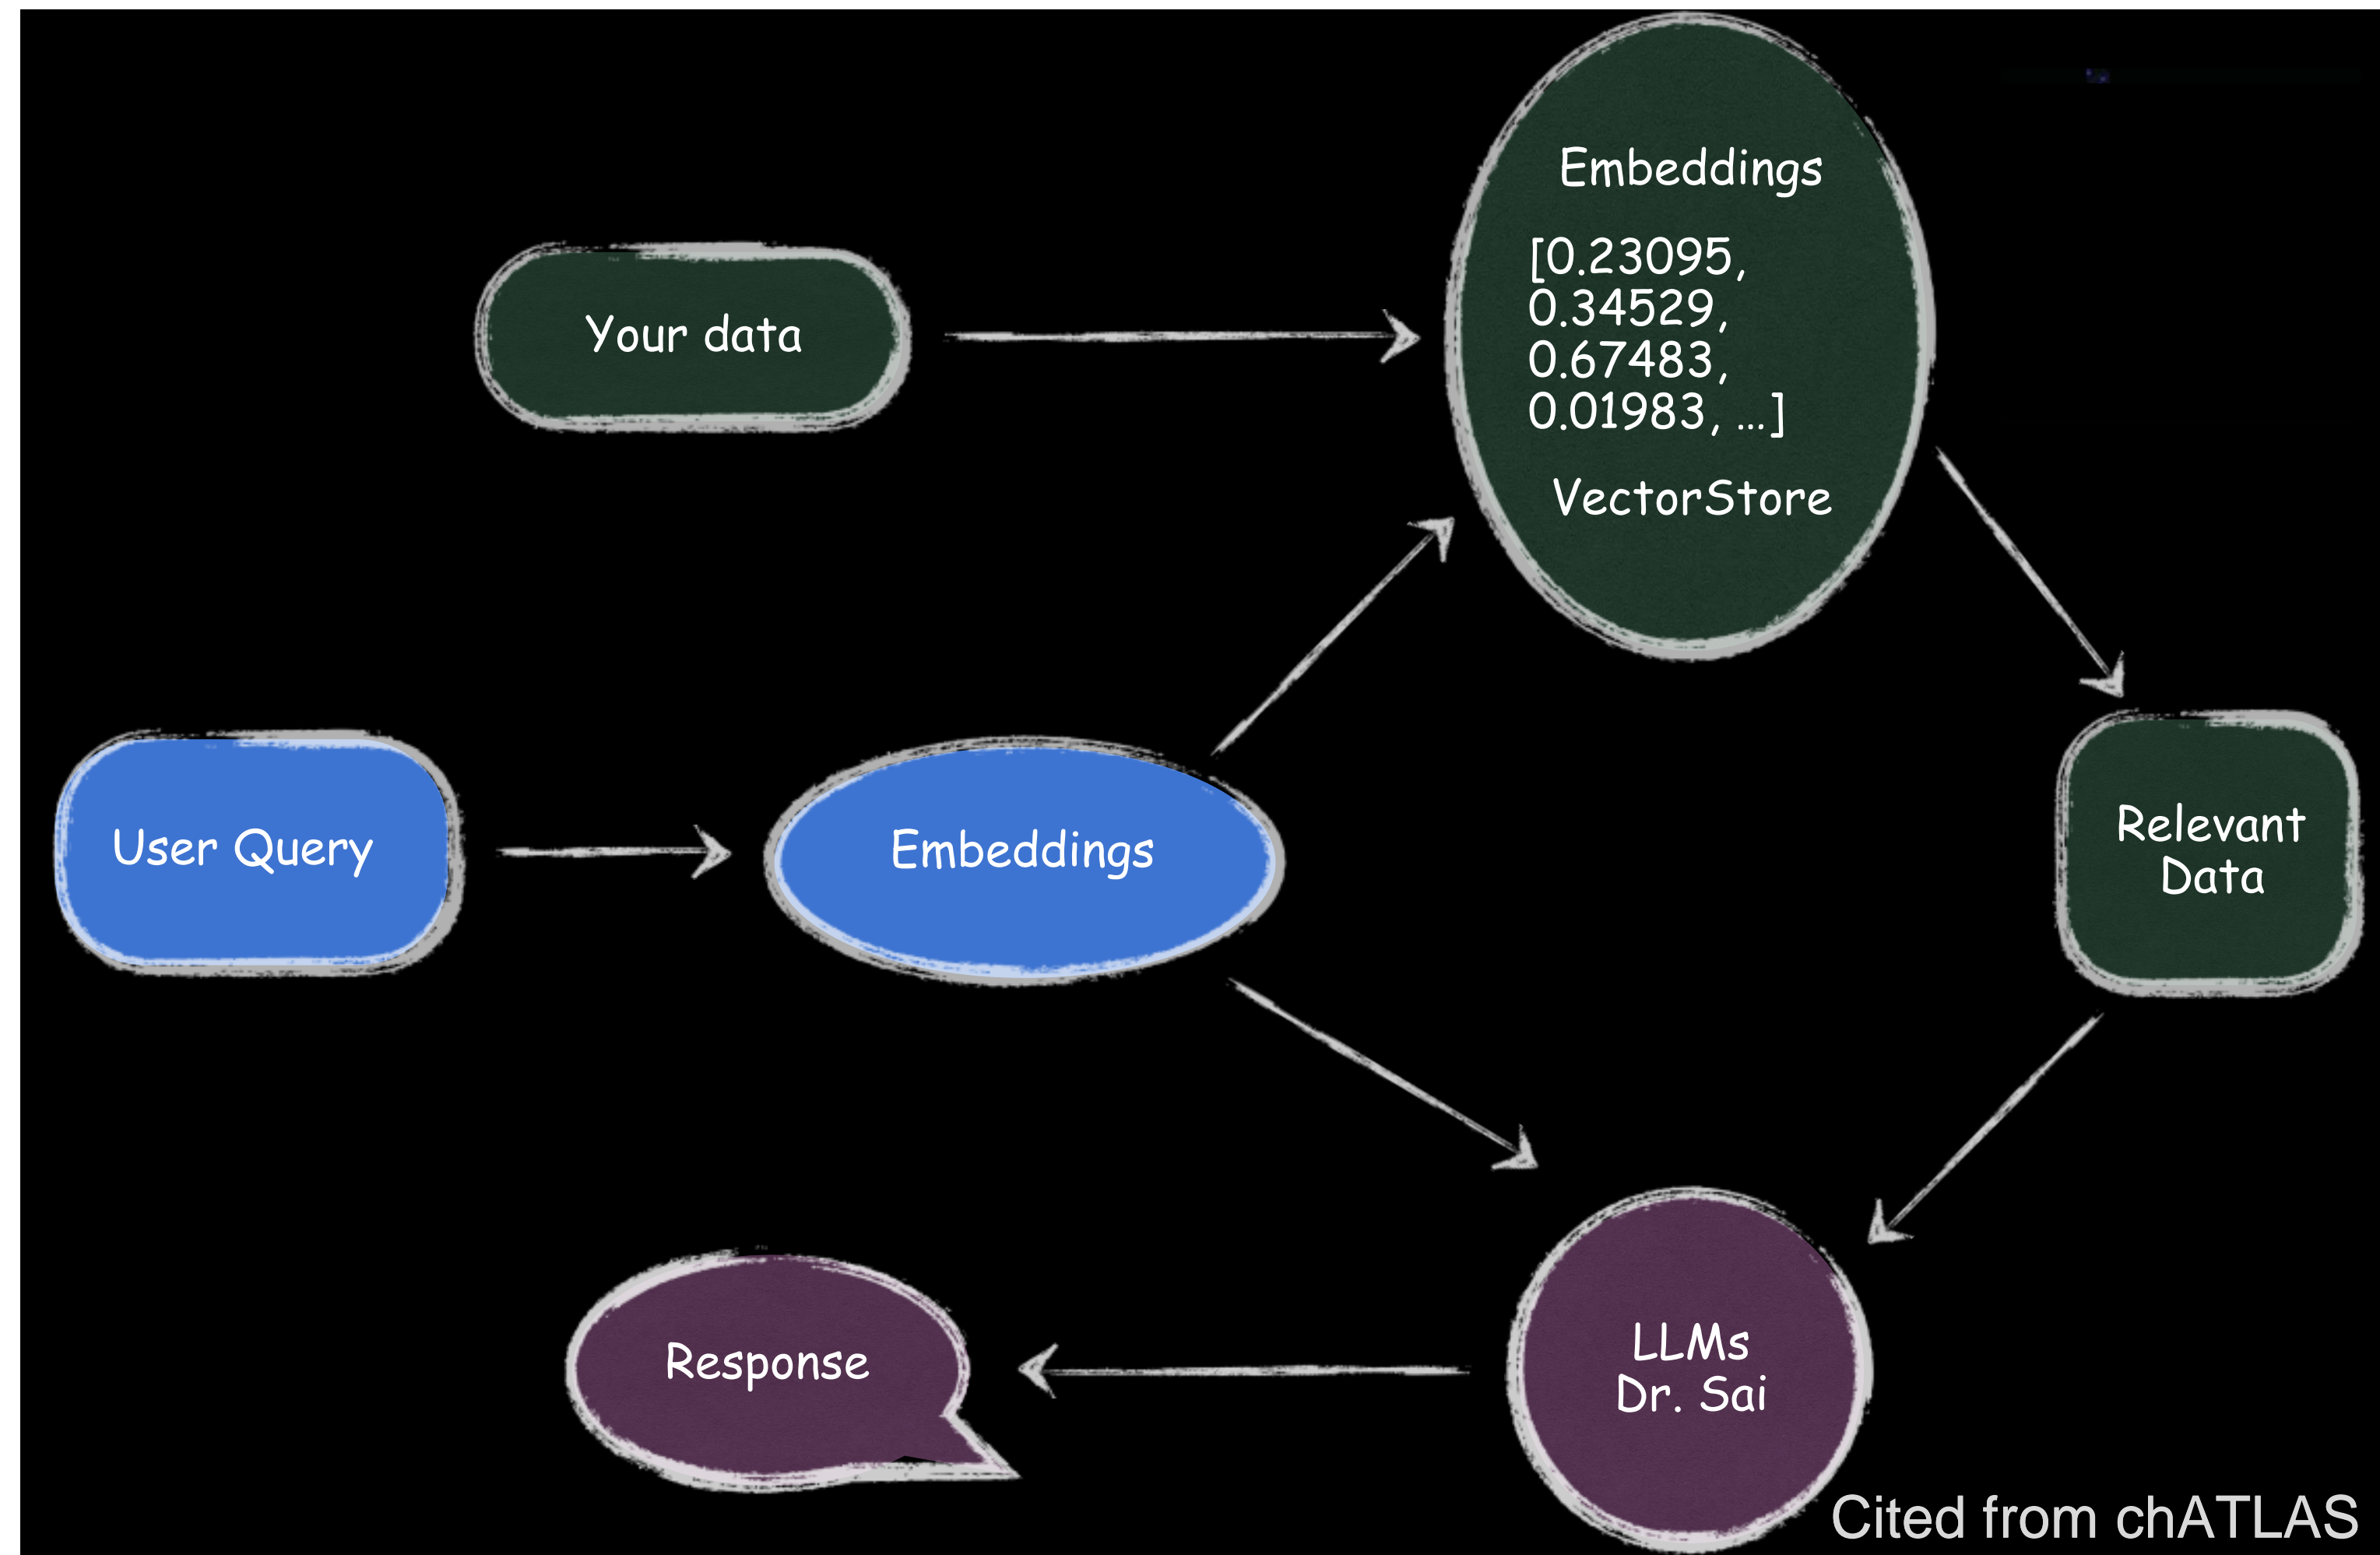 Embeddings
[0.23095,
0.34529,
0.67483,
0.01983, ...]
VectorStore
Your data
User Query
Embeddings
Relevant
Data
Response
LLMs
Dr. Sai
Cited from chATLAS